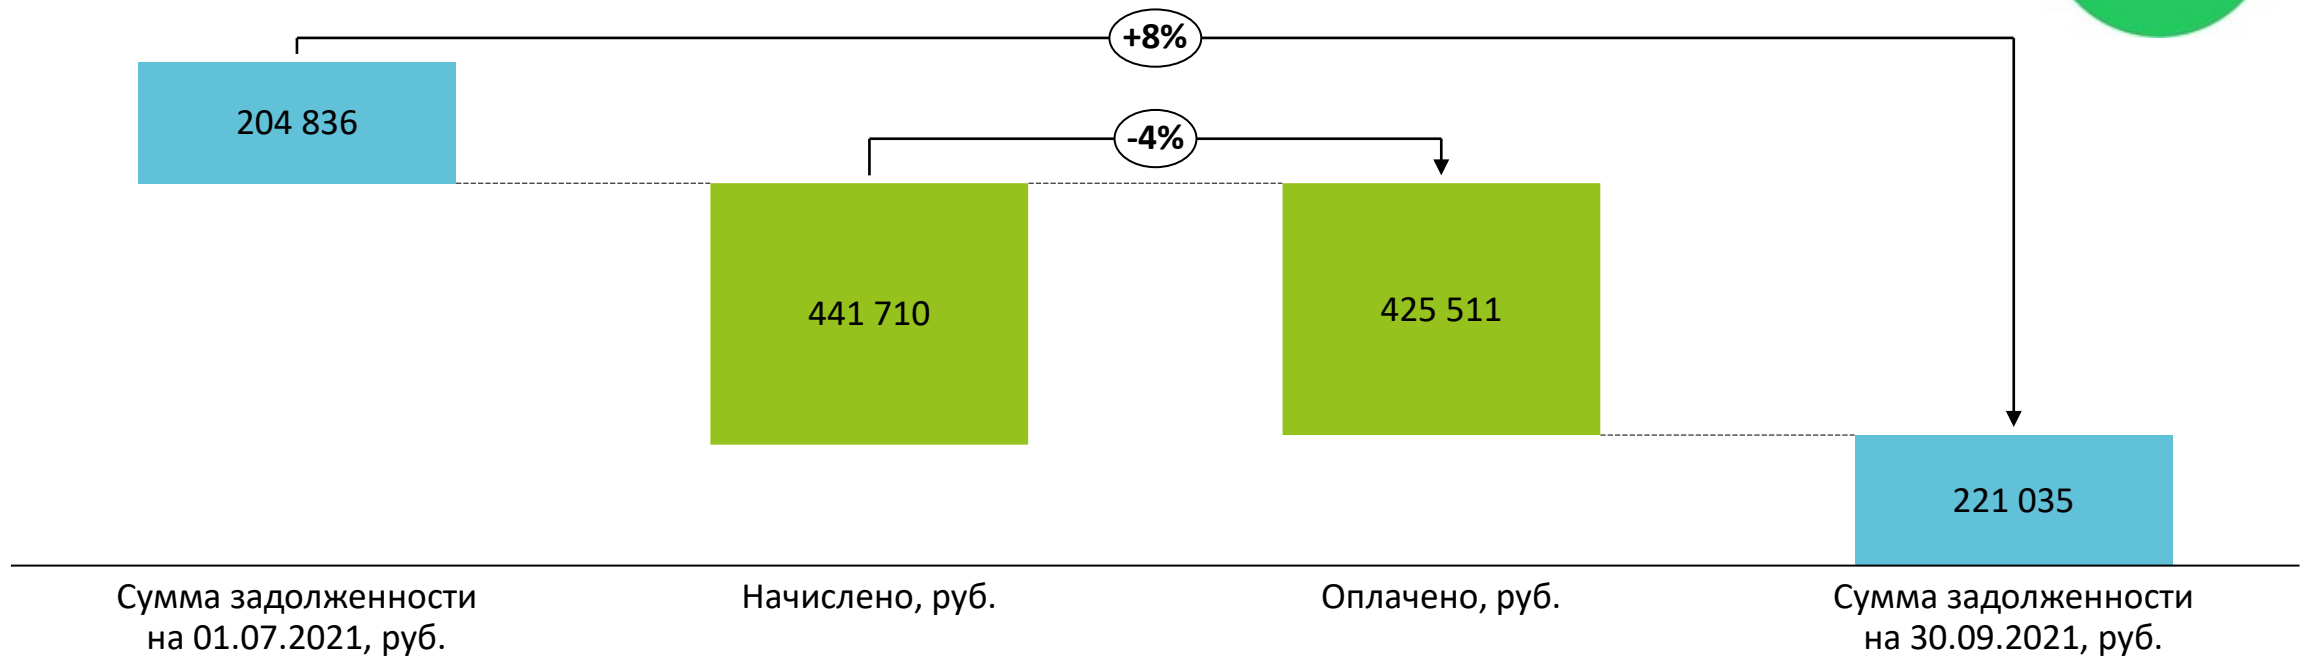 +8%
204 836
-4%
441 710
425 511
221 035
Сумма задолженности
на 01.07.2021, руб.
Начислено, руб.
Оплачено, руб.
Сумма задолженности
на 30.09.2021, руб.